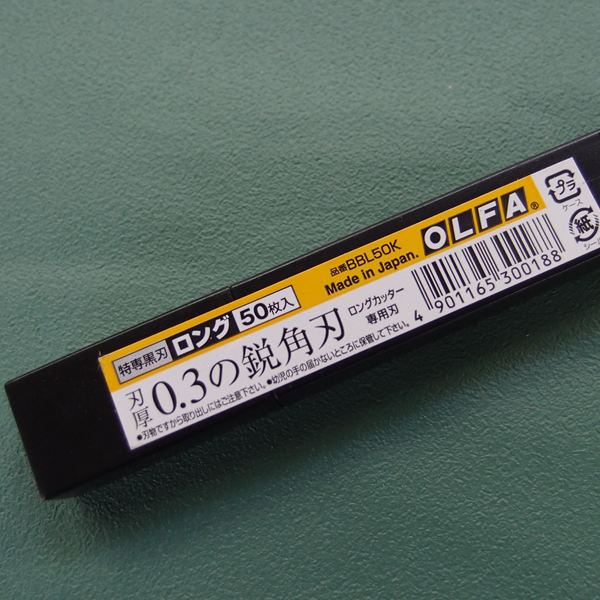 特専黒刃 ロング 50枚入
品番BBL50K
Made in Japan.
OLFA®
刃厚 0.3の鋭角刃
ロングカッター
専用刃
●刃物ですから取り出しにはご注意下さい。●幼児の手の届かないところに保管して下さい。
4 901165 300188
プラ
ケース
紙
シール